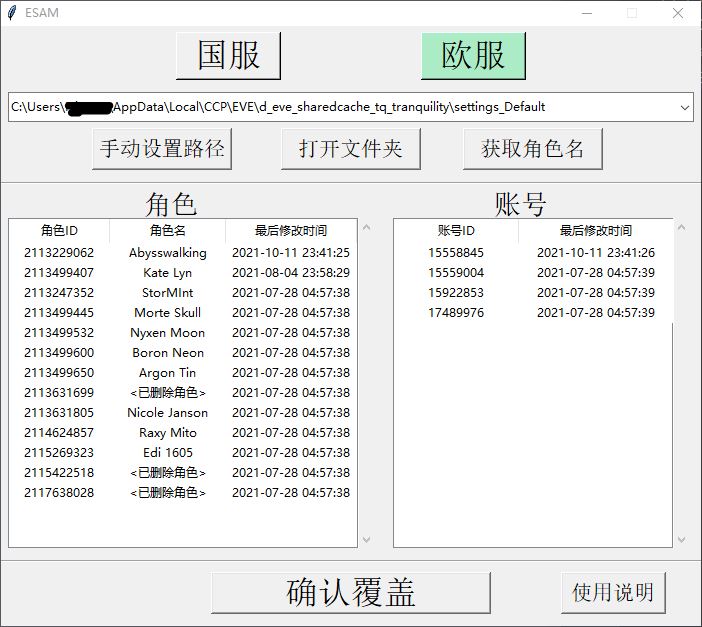 ESAM
国服 欧服
C:\Users\ AppData\Local\CCP\EVE\d_eve_sharedcache_tq_tranquility\settings_Default
手动设置路径 打开文件夹 获取角色名
角色 账号
角色ID 角色名 最后修改时间 账号ID 最后修改时间
2113229062 Abysswalking 2021-10-11 23:41:25 15558845 2021-10-11 23:41:26
2113499407 Kate Lyn 2021-08-04 23:58:29 15559004 2021-07-28 04:57:39
2113247352 StorMInt 2021-07-28 04:57:38 15922853 2021-07-28 04:57:39
2113499445 Morte Skull 2021-07-28 04:57:38 17489976 2021-07-28 04:57:39
2113499532 Nyxen Moon 2021-07-28 04:57:38
2113499600 Boron Neon 2021-07-28 04:57:38
2113499650 Argon Tin 2021-07-28 04:57:38
2113631699 <已删除角色> 2021-07-28 04:57:38
2113631805 Nicole Janson 2021-07-28 04:57:38
2114624857 Raxy Mito 2021-07-28 04:57:38
2115269323 Edi 1605 2021-07-28 04:57:38
2115422518 <已删除角色> 2021-07-28 04:57:38
2117638028 <已删除角色> 2021-07-28 04:57:38
确认覆盖 使用说明